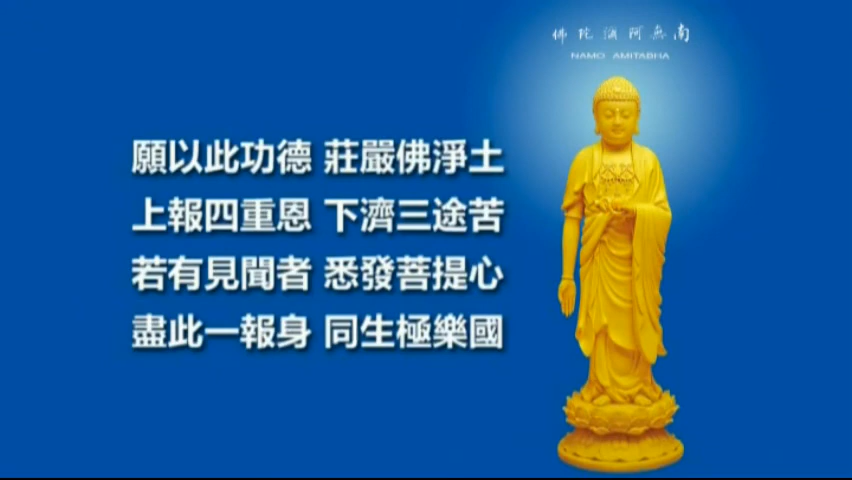 南無阿彌陀佛
NAMO AMITABHA
願以此功德 莊嚴佛淨土
上報四重恩 下濟三途苦
若有見聞者 悉發菩提心
盡此一報身 同生極樂國